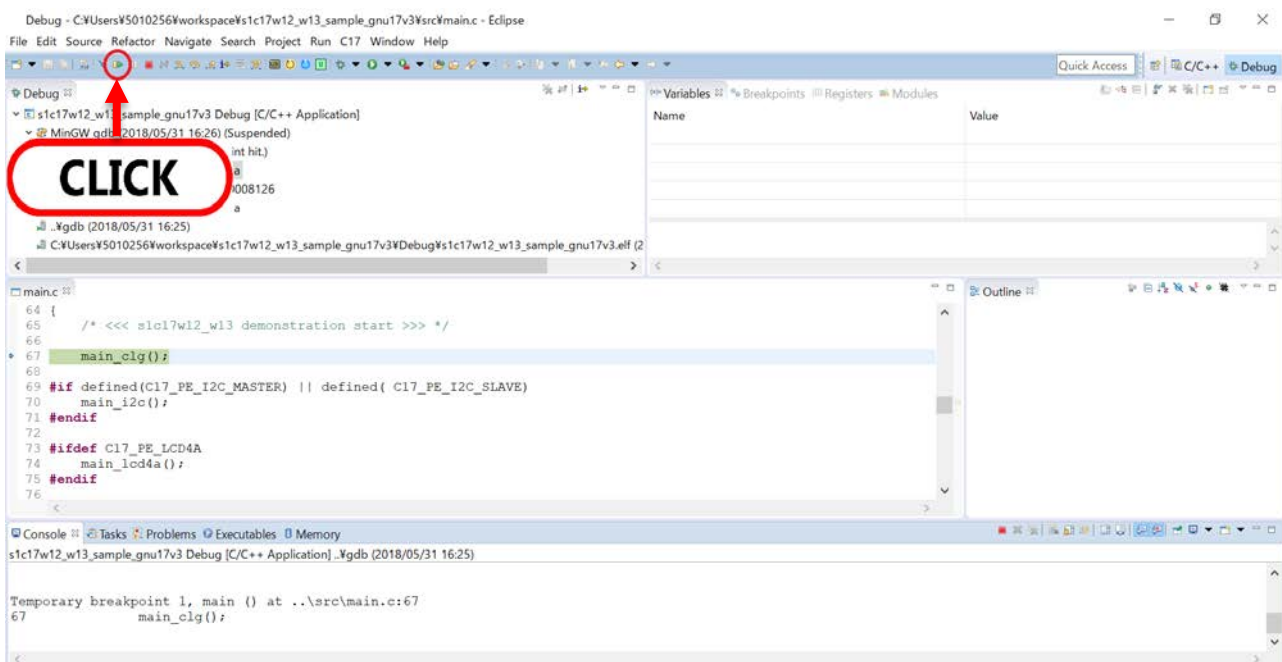 Debug - C:¥Users¥5010256¥workspace¥s1c17w12_w13_sample_gnu17v3¥src¥main.c - Eclipse
File Edit Source Refactor Navigate Search Project Run C17 Window Help
Quick Access C/C++ Debug
Debug
s1c17w12_w13_sample_gnu17v3 Debug [C/C++ Application]
MinGW gdb (2018/05/31 16:26) (Suspended)
int hit.)
a
0008126
a
CLICK
..¥gdb (2018/05/31 16:25)
C:¥Users¥5010256¥workspace¥s1c17w12_w13_sample_gnu17v3¥Debug¥s1c17w12_w13_sample_gnu17v3.elf (2
Variables Breakpoints Registers Modules
Name Value
main.c
64 {
65 /* <<< s1c17w12_w13 demonstration start >>> */
66
67 main_clg();
68
69 #if defined(C17_PE_I2C_MASTER) || defined( C17_PE_I2C_SLAVE)
70 main_i2c();
71 #endif
72
73 #ifdef C17_PE_LCD4A
74 main_lcd4a();
75 #endif
76
Outline
Console Tasks Problems Executables Memory
s1c17w12_w13_sample_gnu17v3 Debug [C/C++ Application] ..¥gdb (2018/05/31 16:25)
Temporary breakpoint 1, main () at ..\src\main.c:67
67 main_clg();